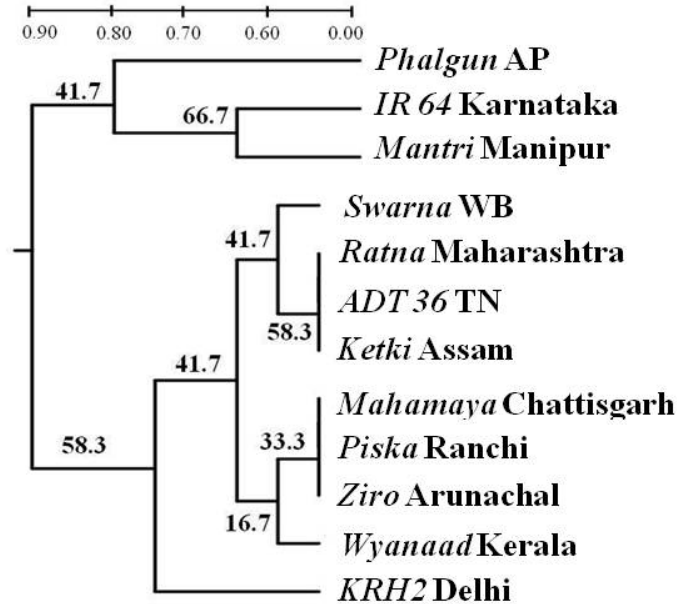 0.90 0.80 0.70 0.60 0.00
Phalgun AP
41.7
IR 64 Karnataka
66.7
Mantri Manipur
Swarna WB
41.7
Ratna Maharashtra
ADT 36 TN
58.3
Ketki Assam
41.7
Mahamaya Chattisgarh
33.3
Piska Ranchi
58.3
Ziro Arunachal
16.7
Wyanaad Kerala
KRH2 Delhi